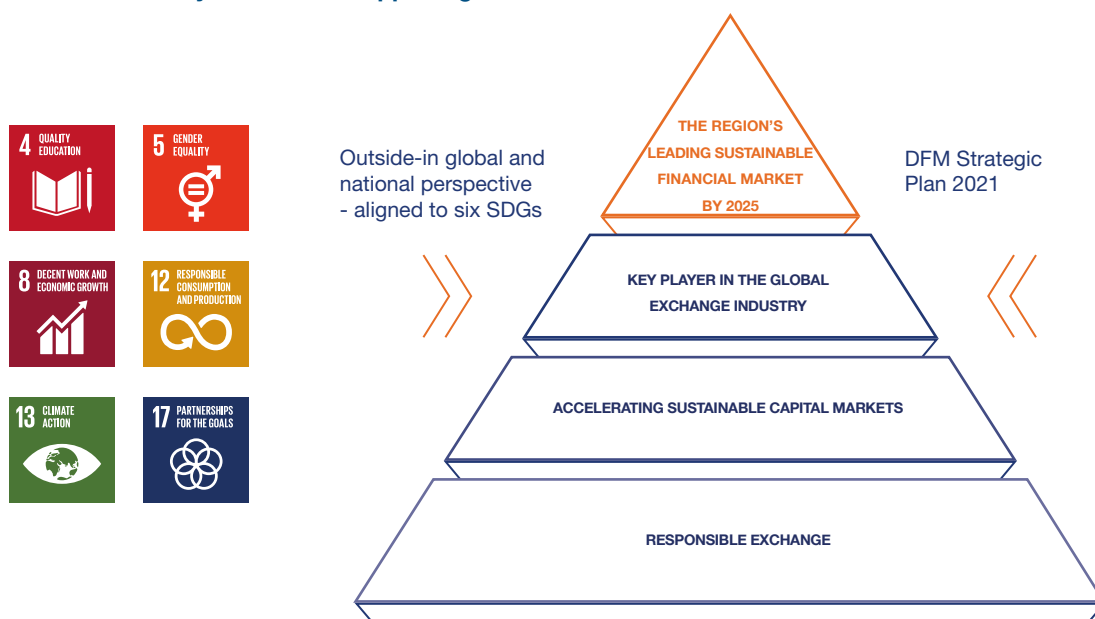 4 QUALITY
EDUCATION
5 GENDER
EQUALITY
8 DECENT WORK AND
ECONOMIC GROWTH
12 RESPONSIBLE
CONSUMPTION
AND PRODUCTION
13 CLIMATE
ACTION
17 PARTNERSHIPS
FOR THE GOALS
Outside-in global and
national perspective
- aligned to six SDGs
THE REGION'S
LEADING SUSTAINABLE
FINANCIAL MARKET
BY 2025
DFM Strategic
Plan 2021
KEY PLAYER IN THE GLOBAL
EXCHANGE INDUSTRY
ACCELERATING SUSTAINABLE CAPITAL MARKETS
RESPONSIBLE EXCHANGE